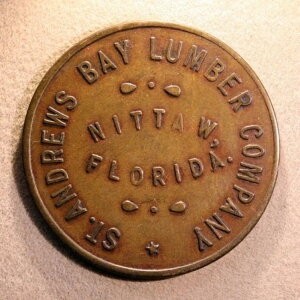 ST. ANDREWS BAY LUMBER COMPANY
NITTAW,
FLORIDA.